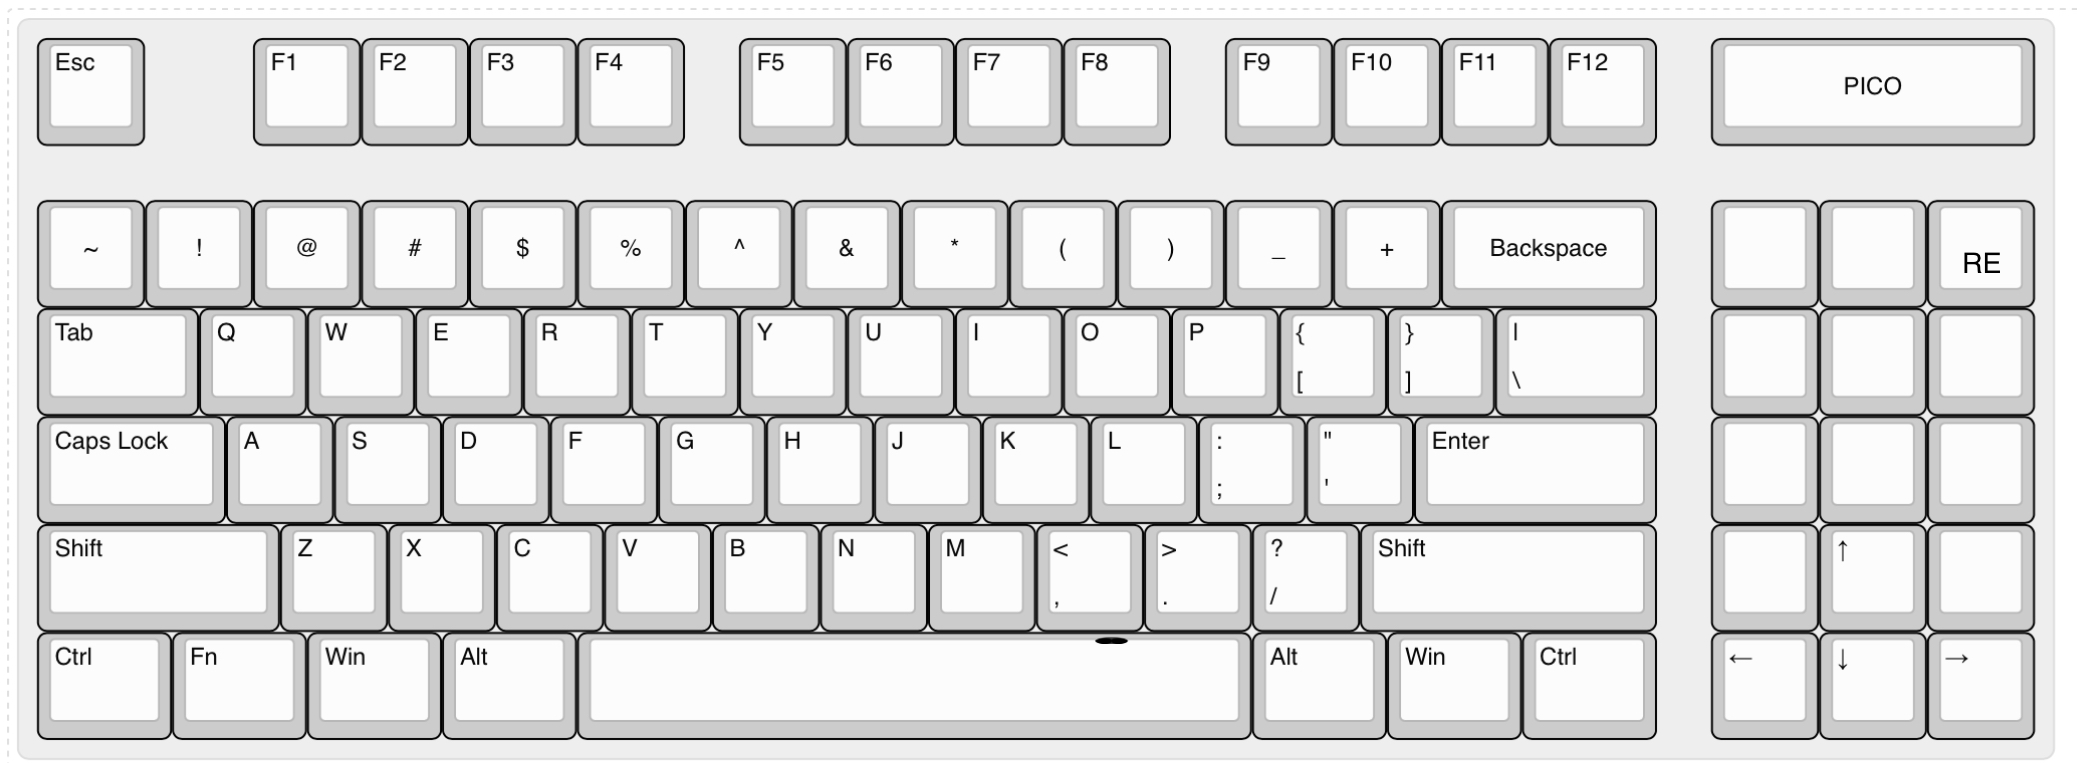 Esc F1 F2 F3 F4 F5 F6 F7 F8 F9 F10 F11 F12 PICO
~ ! @ # $ % ^ & * ( ) _ + Backspace RE
Tab Q W E R T Y U I O P { } |
[ ] \
Caps Lock A S D F G H J K L : " Enter
; '
Shift Z X C V B N M < > ? Shift ↑
, . /
Ctrl Fn Win Alt Alt Win Ctrl ← ↓ →